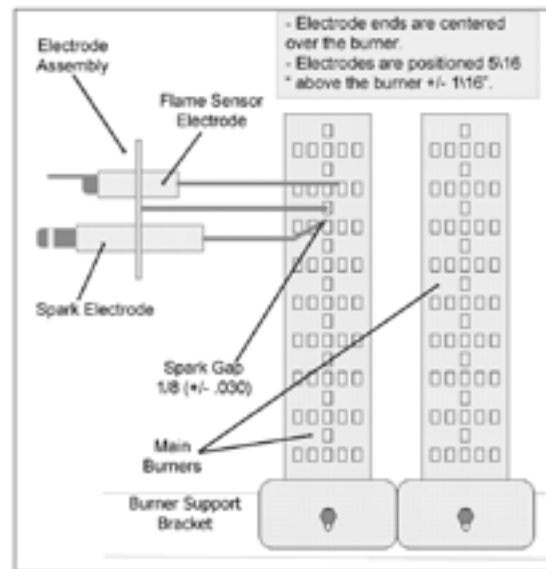 - Electrode ends are centered
over the burner.
- Electrodes are positioned 5\16
" above the burner +/- 1\16".
Electrode
Assembly
Flame Sensor
Electrode
Spark Electrode
Spark Gap
1/8 (+/- .030)
Main
Burners
Burner Support
Bracket